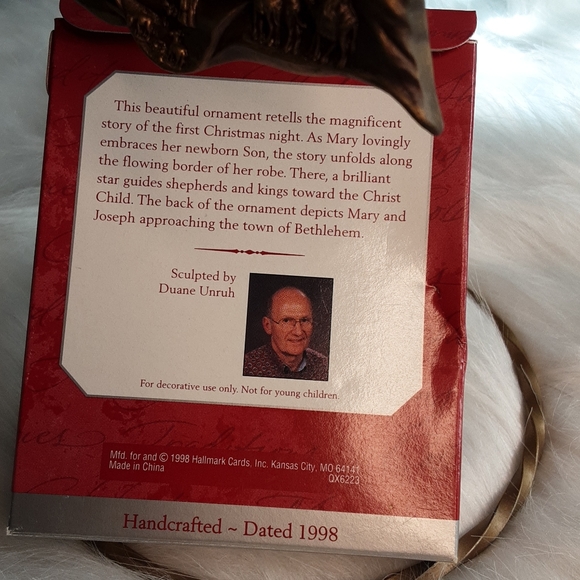 This beautiful ornament retells the magnificent
story of the first Christmas night. As Mary lovingly
embraces her newborn Son, the story unfolds along
the flowing border of her robe. There, a brilliant
star guides shepherds and kings toward the Christ
Child. The back of the ornament depicts Mary and
Joseph approaching the town of Bethlehem.
Sculpted by
Duane Unruh
For decorative use only. Not for young children.
Mfd. for and © 1998 Hallmark Cards, Inc. Kansas City, MO 64141
Made in China
QX6223
Handcrafted ~ Dated 1998